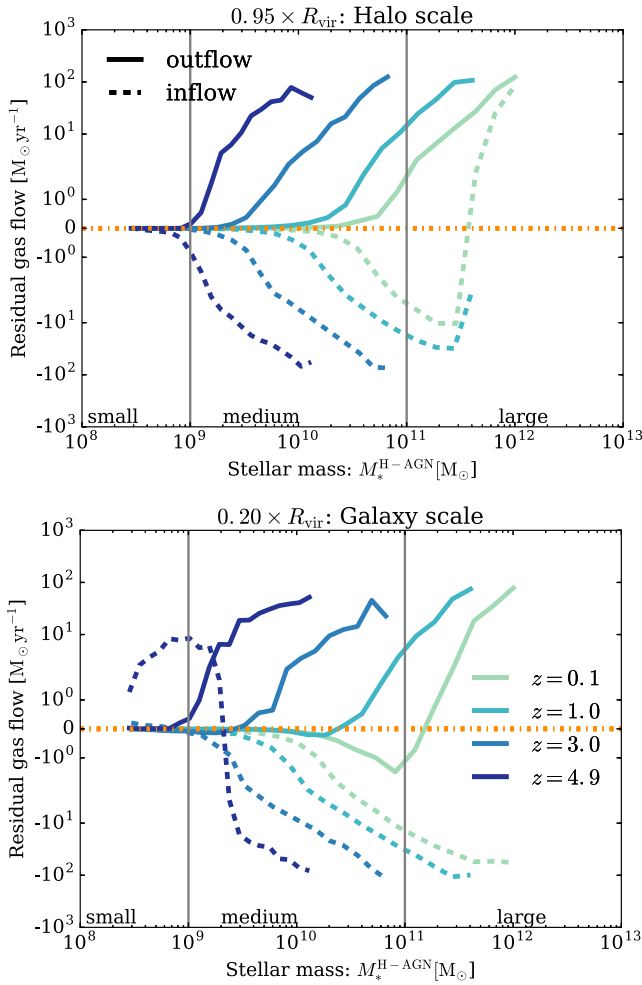 0.95 × R_vir: Halo scale
10^3
10^2
10^1
10^0
0
-10^0
-10^1
-10^2
-10^3
Residual gas flow [M⊙ yr^−1]
outflow
inflow
small medium large
10^8 10^9 10^10 10^11 10^12 10^13
Stellar mass: M_*^H−AGN[M⊙]
0.20 × R_vir: Galaxy scale
10^3
10^2
10^1
10^0
0
-10^0
-10^1
-10^2
-10^3
Residual gas flow [M⊙ yr^−1]
z = 0.1
z = 1.0
z = 3.0
z = 4.9
small medium large
10^8 10^9 10^10 10^11 10^12 10^13
Stellar mass: M_*^H−AGN[M⊙]